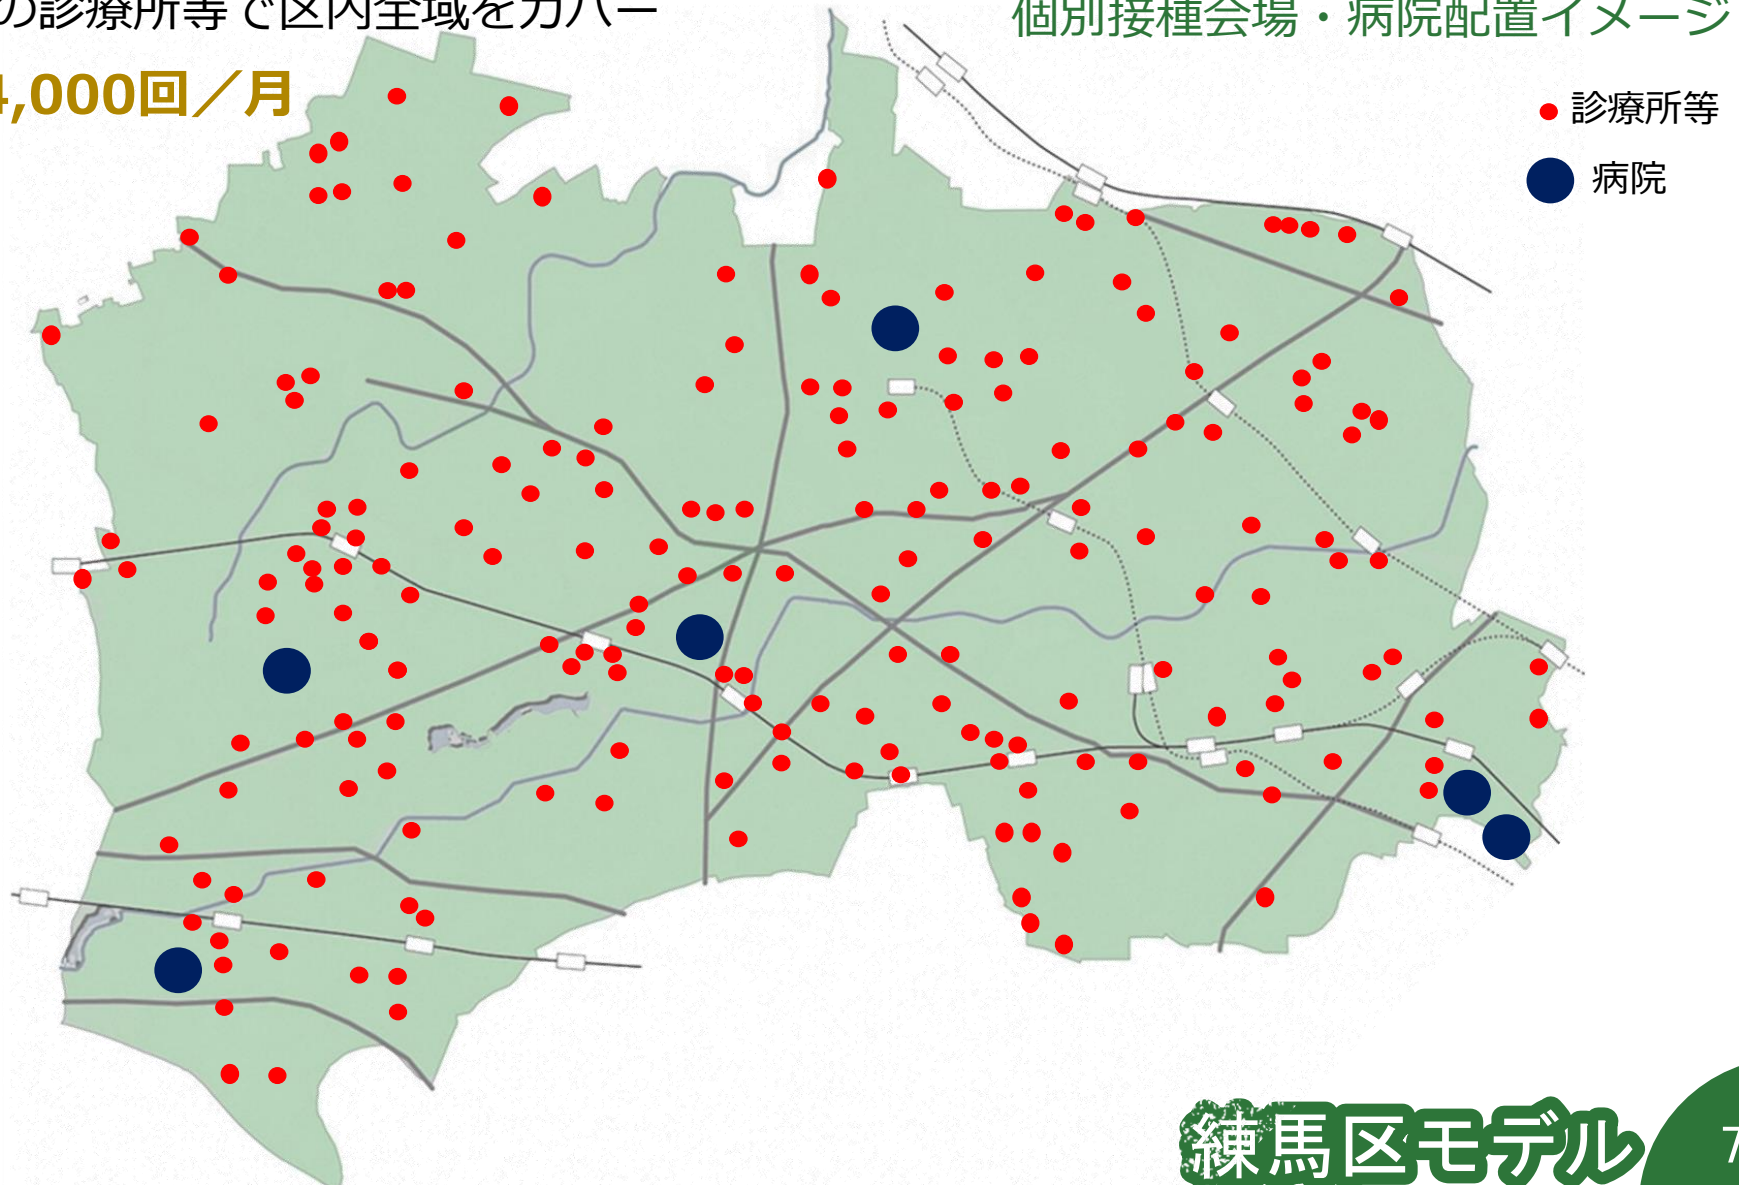 の診療所等で区内全域をカバー
個別接種会場・病院配置イメージ
4,000回／月
診療所等
病院
練馬区モデル
7